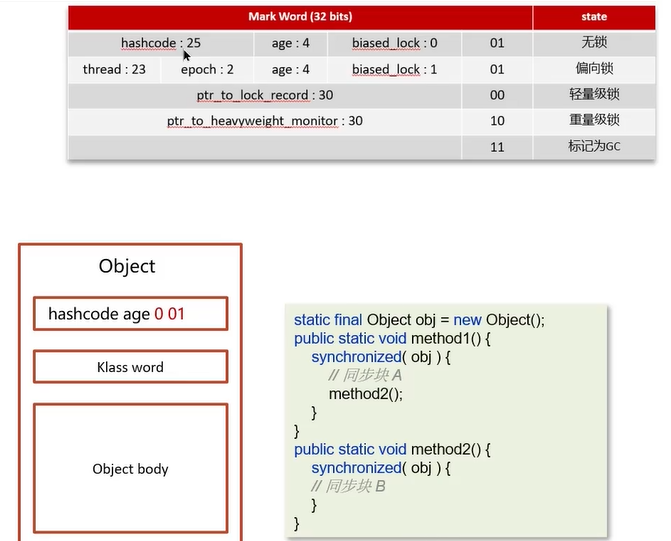 Mark Word (32 bits) state
hashcode : 25 age : 4 biased_lock : 0 01 无锁
thread : 23 epoch : 2 age : 4 biased_lock : 1 01 偏向锁
ptr_to_lock_record : 30 00 轻量级锁
ptr_to_heavyweight_monitor : 30 10 重量级锁
11 标记为GC
Object
hashcode age 0 01
Klass word
Object body
static final Object obj = new Object();
public static void method1() {
synchronized( obj ) {
// 同步块 A
method2();
}
}
public static void method2() {
synchronized( obj ) {
// 同步块 B
}
}